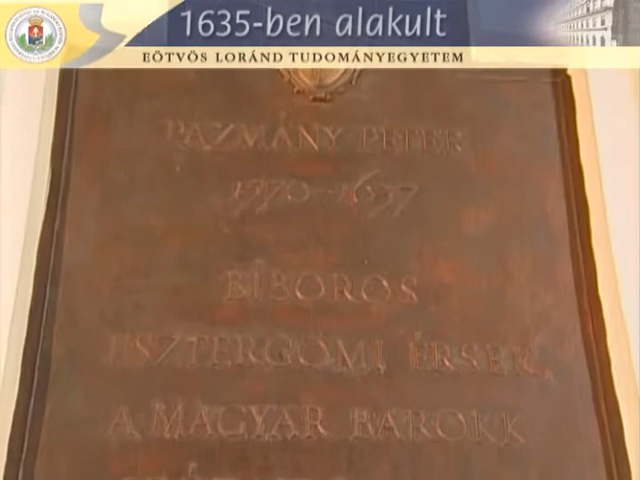 1635-ben alakult
EÖTVÖS LORÁND TUDOMÁNYEGYETEM
PÁZMÁNY PÉTER
1570–1637
BÍBOROS
ESZTERGOMI ÉRSEK,
A MAGYAR BAROKK